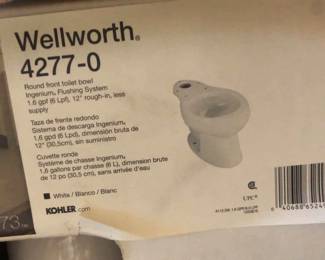 Wellworth®
4277-0
Round front toilet bowl
Ingenium® Flushing System
1.6 gpf (6 Lpf), 12" rough-in, less
supply
Taza de frente redondo
Sistema de descarga Ingenium®
1.6 gpd (6 Lpd), dimensión bruta de
12" (30,5cm), sin suministro
Cuvette ronde
Système de chasse Ingenium®
1.6 gallons par chasses (6 L), dimension brute
de 12 po (30,5 cm), sans arrivée d'eau
White / Blanco / Blanc
KOHLER.com
UPC®
73